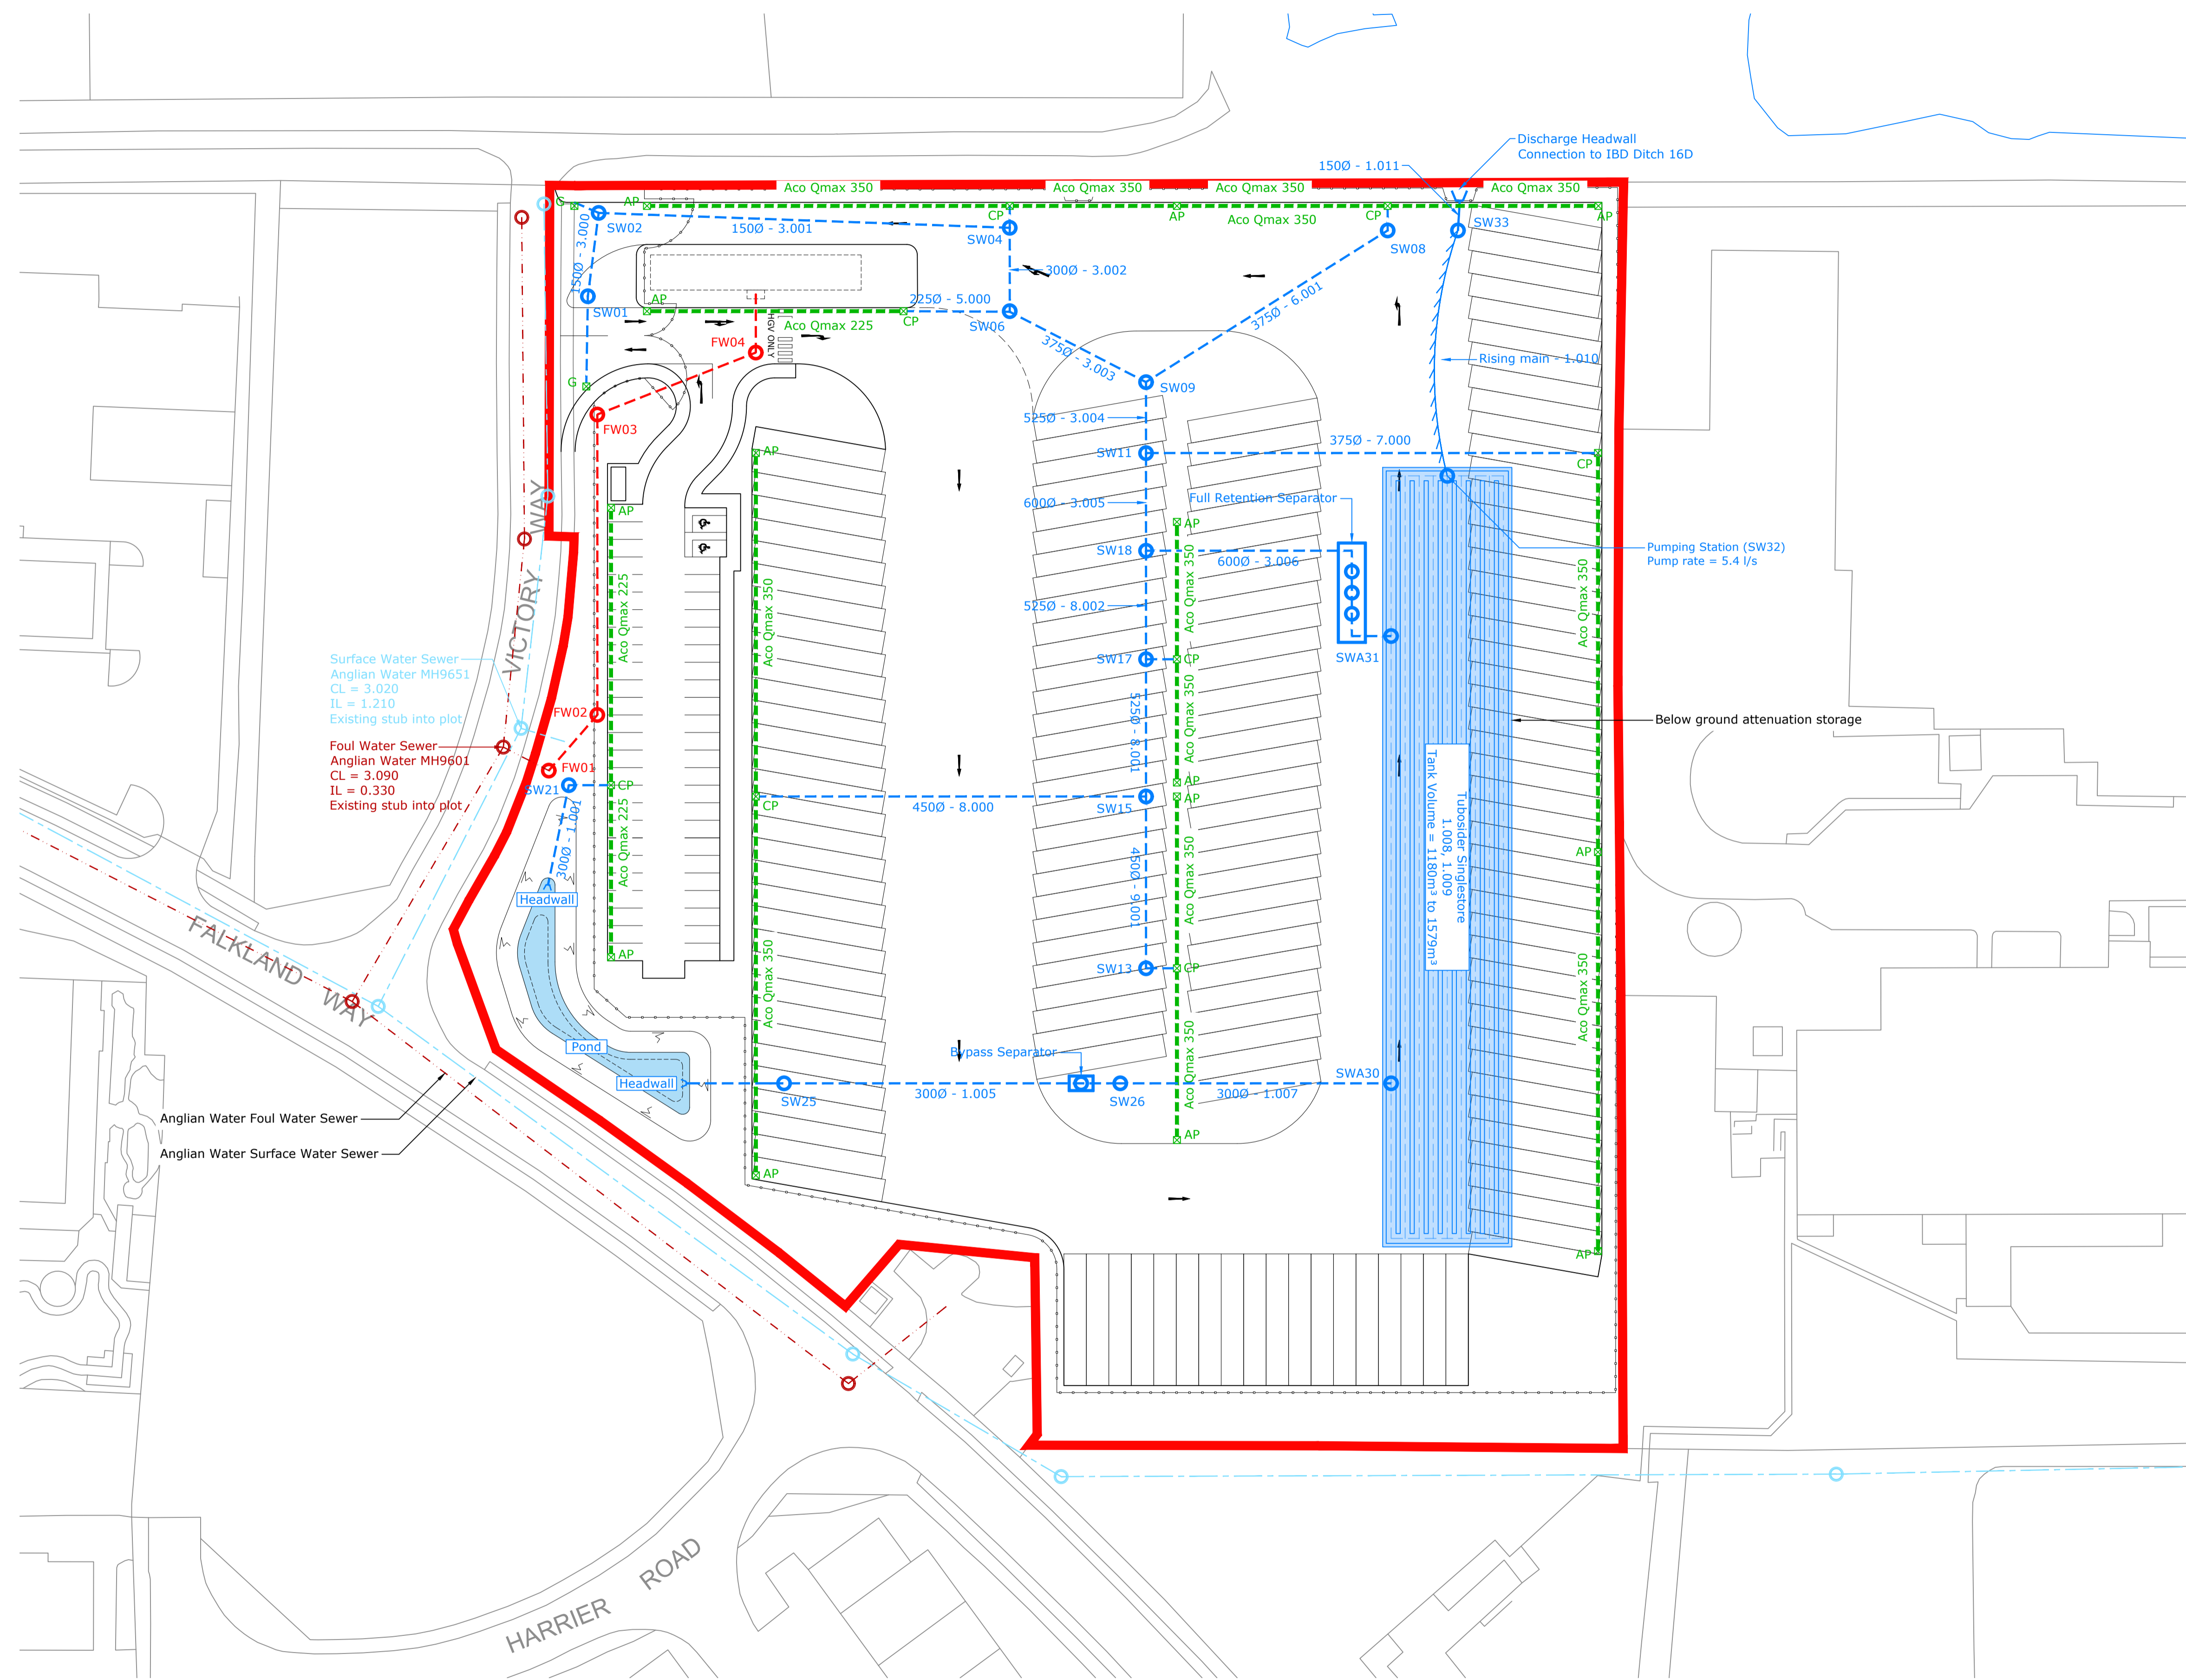 Discharge Headwall
Connection to IBD Ditch 16D
150Ø - 1.011
Aco Qmax 350
Aco Qmax 350
Aco Qmax 350
Aco Qmax 350
G
AP
CP
AP
Aco Qmax 350
CP
AP
SW02
150Ø - 3.001
SW04
SW08
SW33
150Ø - 3.000
300Ø - 3.002
SW01
AP
225Ø - 5.000
Aco Qmax 225
CP
SW06
375Ø - 6.001
HGV ONLY
FW04
375Ø - 3.003
Rising main - 1.010
G
SW09
FW03
525Ø - 3.004
375Ø - 7.000
AP
SW11
CP
VICTORY WAY
600Ø - 3.005
Full Retention Separator
AP
AP
SW18
600Ø - 3.006
Pumping Station (SW32)
Pump rate = 5.4 l/s
Aco Qmax 225
Aco Qmax 350
525Ø - 8.002
Aco Qmax 350
Aco Qmax 350
Surface Water Sewer
Anglian Water MH9651
CL = 3.020
IL = 1.210
Existing stub into plot
SW17
CP
SWA31
FW02
525Ø - 8.001
Aco Qmax 350
Below ground attenuation storage
Foul Water Sewer
Anglian Water MH9601
CL = 3.090
IL = 0.330
Existing stub into plot
FW01
SW21
CP
CP
450Ø - 8.000
SW15
AP
AP
Tubosider Singlestore
1.008, 1.009
Tank Volume = 1180m³ to 1579m³
300Ø - 1.001
Aco Qmax 225
450Ø - 9.001
Aco Qmax 350
AP
Headwall
FALKLAND WAY
AP
Aco Qmax 350
SW13
CP
Aco Qmax 350
Pond
Bypass Separator
Aco Qmax 350
Headwall
SW25
300Ø - 1.005
SW26
300Ø - 1.007
SWA30
Anglian Water Foul Water Sewer
Anglian Water Surface Water Sewer
AP
AP
AP
HARRIER ROAD